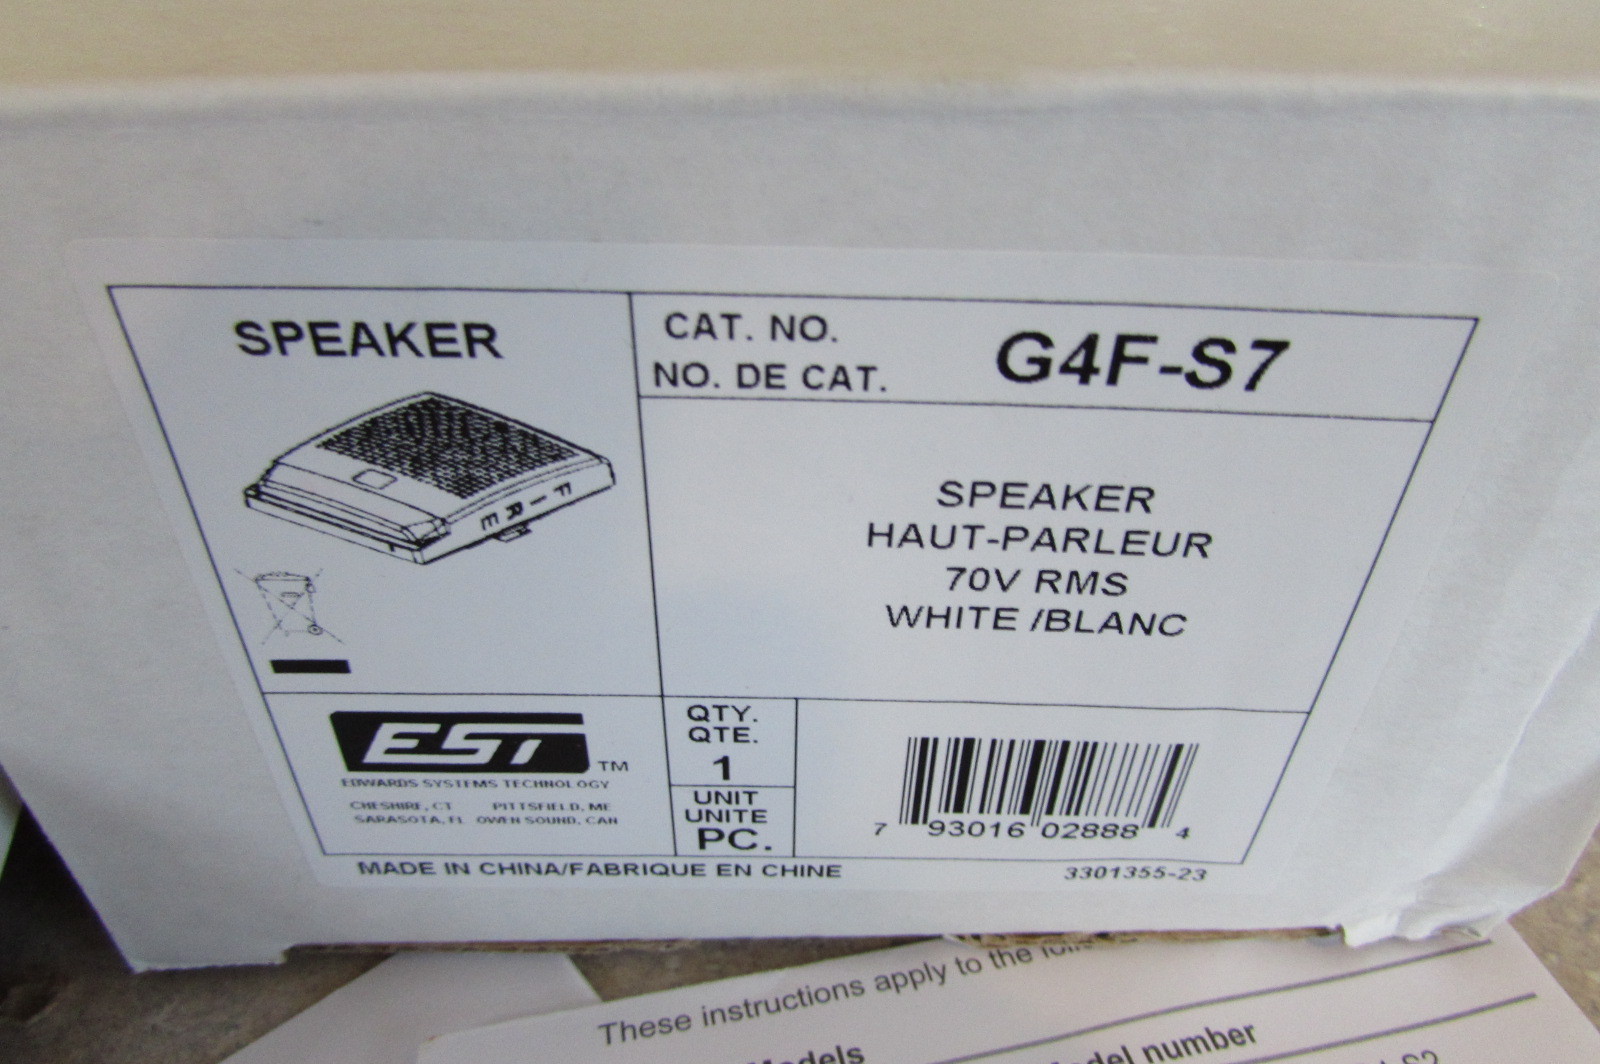 SPEAKER
CAT. NO.
NO. DE CAT.
G4F-S7
FIRE
SPEAKER
HAUT-PARLEUR
70V RMS
WHITE /BLANC
EST TM
EDWARDS SYSTEMS TECHNOLOGY
CHESHIRE, CT PITTSFIELD, ME
SARASOTA, FL OWEN SOUND, CAN
QTY.
QTE.
1
UNIT
UNITE
PC.
7 93016 02888 4
MADE IN CHINA/FABRIQUE EN CHINE
3301355-23
These instructions apply to the
Models
Model number